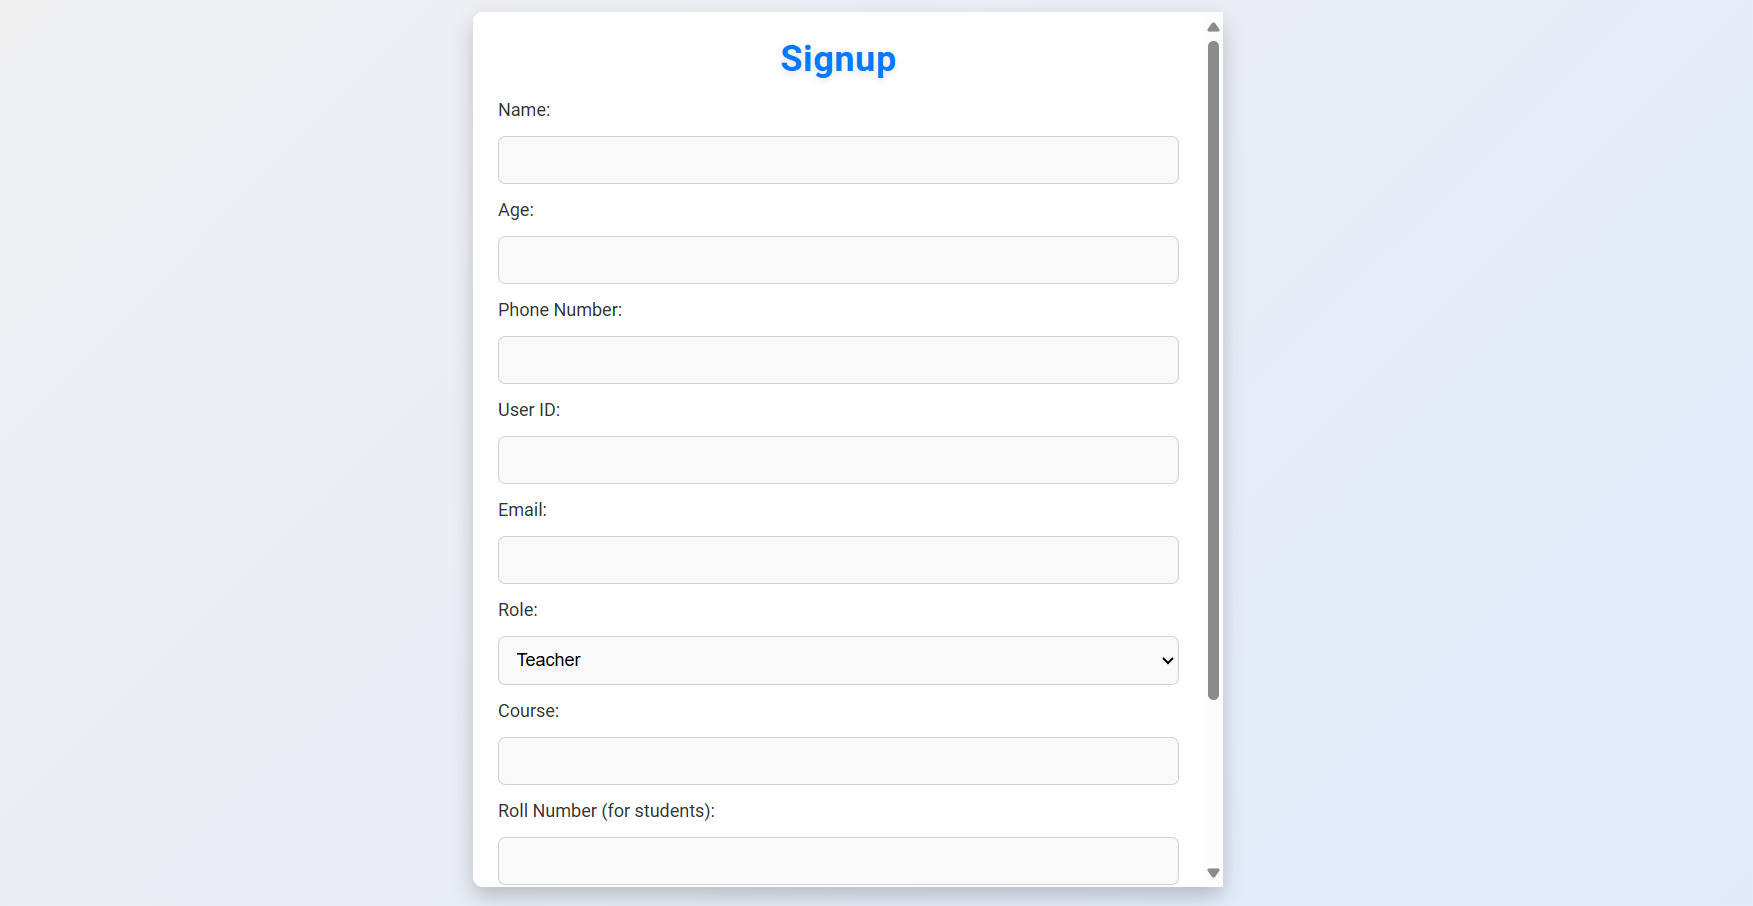 Signup
Name:
Age:
Phone Number:
User ID:
Email:
Role:
Teacher
Course:
Roll Number (for students):